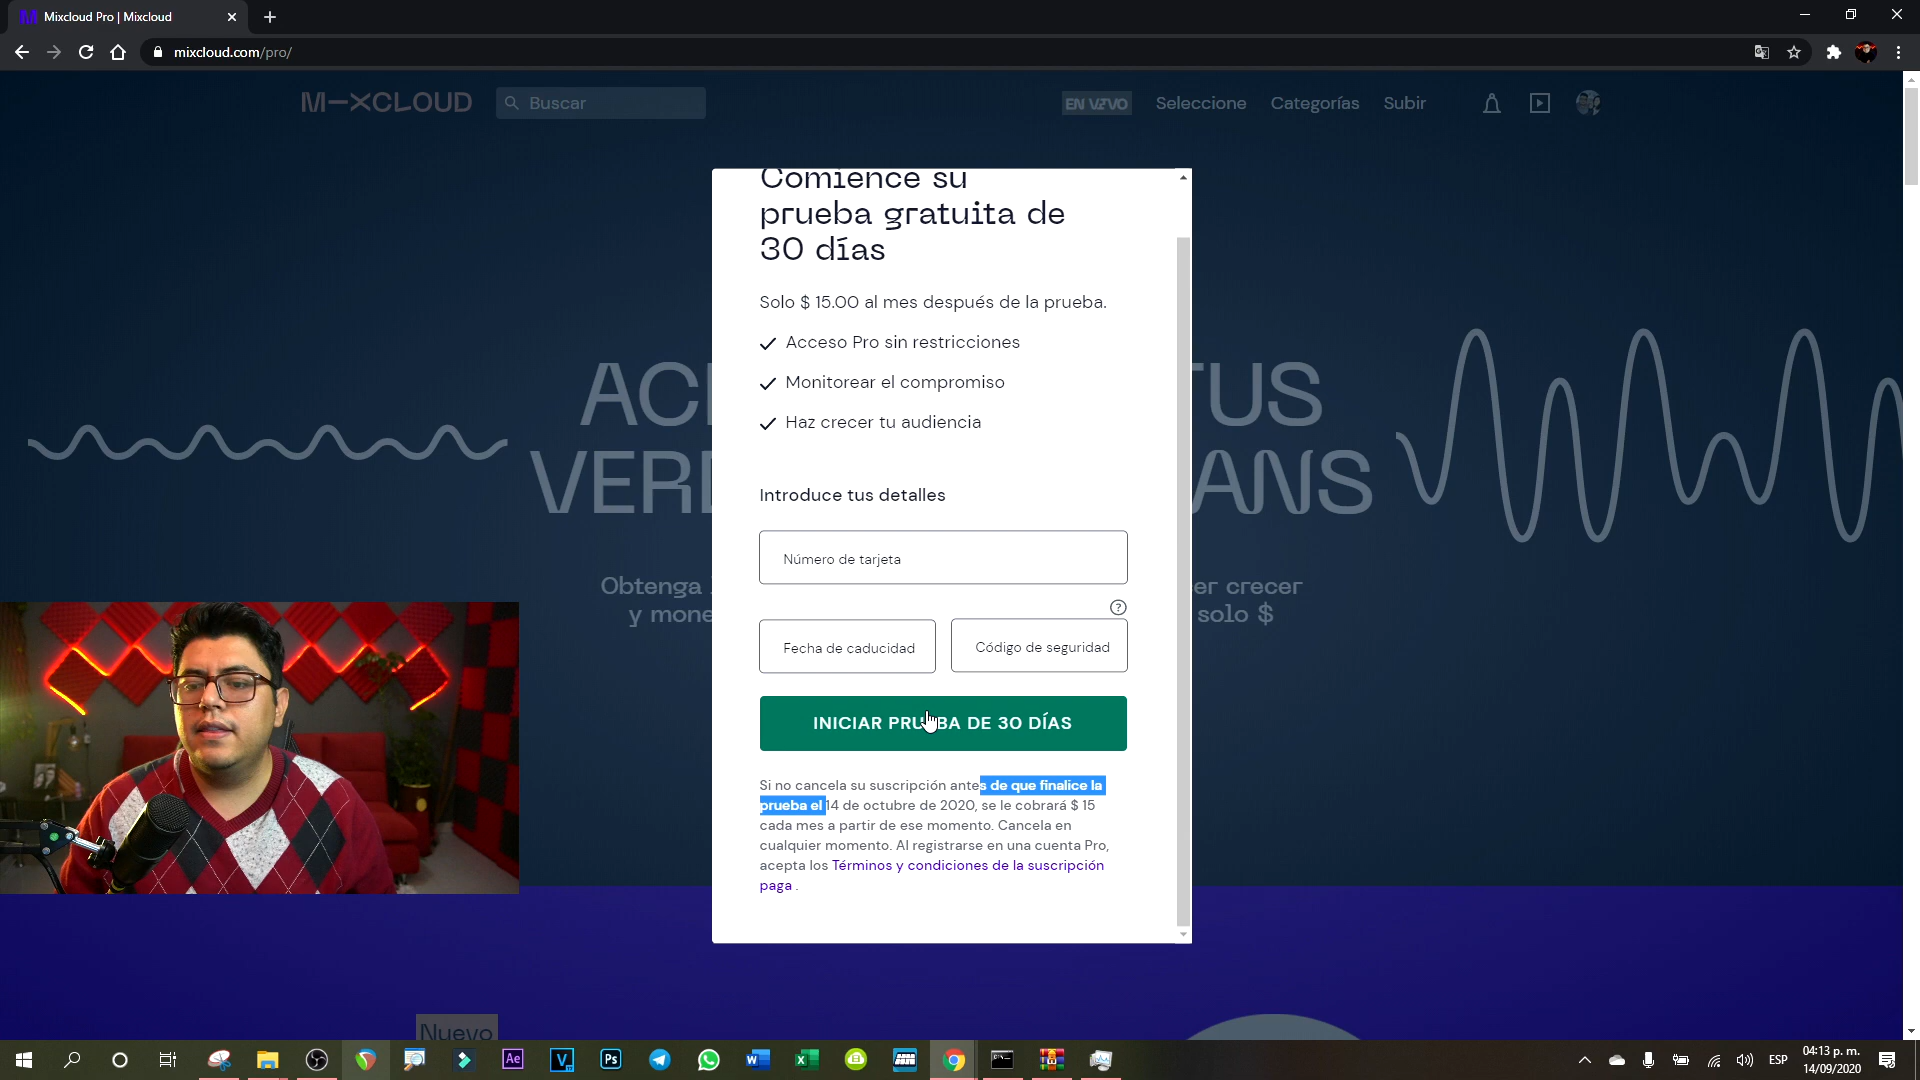 Mixcloud Pro | Mixcloud
mixcloud.com/pro/
M-XCLOUD
Buscar
EN VIVO
Seleccione
Categorías
Subir
Comience su
prueba gratuita de
30 días
Solo $ 15.00 al mes después de la prueba.
Acceso Pro sin restricciones
Monitorear el compromiso
Haz crecer tu audiencia
TUS
VER
ANS
Obtenga
er crecer
y mone
solo $
Introduce tus detalles
Número de tarjeta
Fecha de caducidad
Código de seguridad
INICIAR PRUEBA DE 30 DÍAS
Si no cancela su suscripción antes de que finalice la
prueba el 14 de octubre de 2020, se le cobrará $ 15
cada mes a partir de ese momento. Cancela en
cualquier momento. Al registrarse en una cuenta Pro,
acepta los Términos y condiciones de la suscripción
paga .
Nuevo
Ae
Ps
ESP
04:13 p. m.
14/09/2020